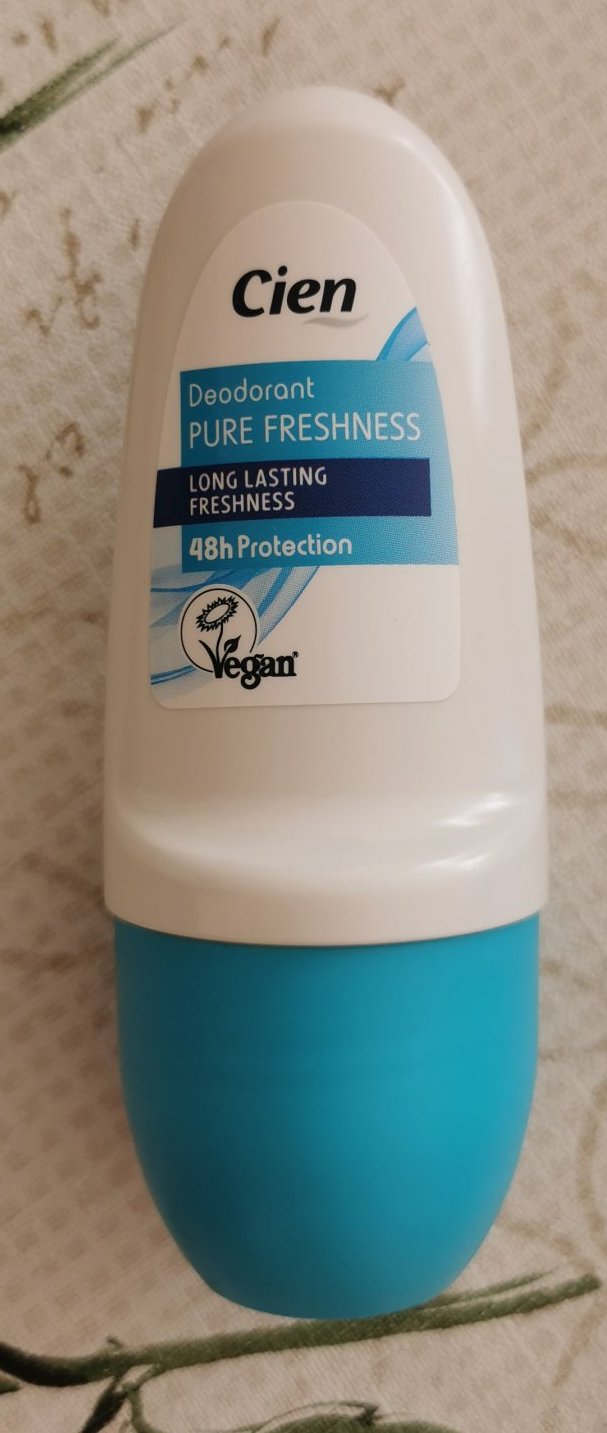 Cien
Deodorant
PURE FRESHNESS
LONG LASTING
FRESHNESS
48h Protection
Vegan®